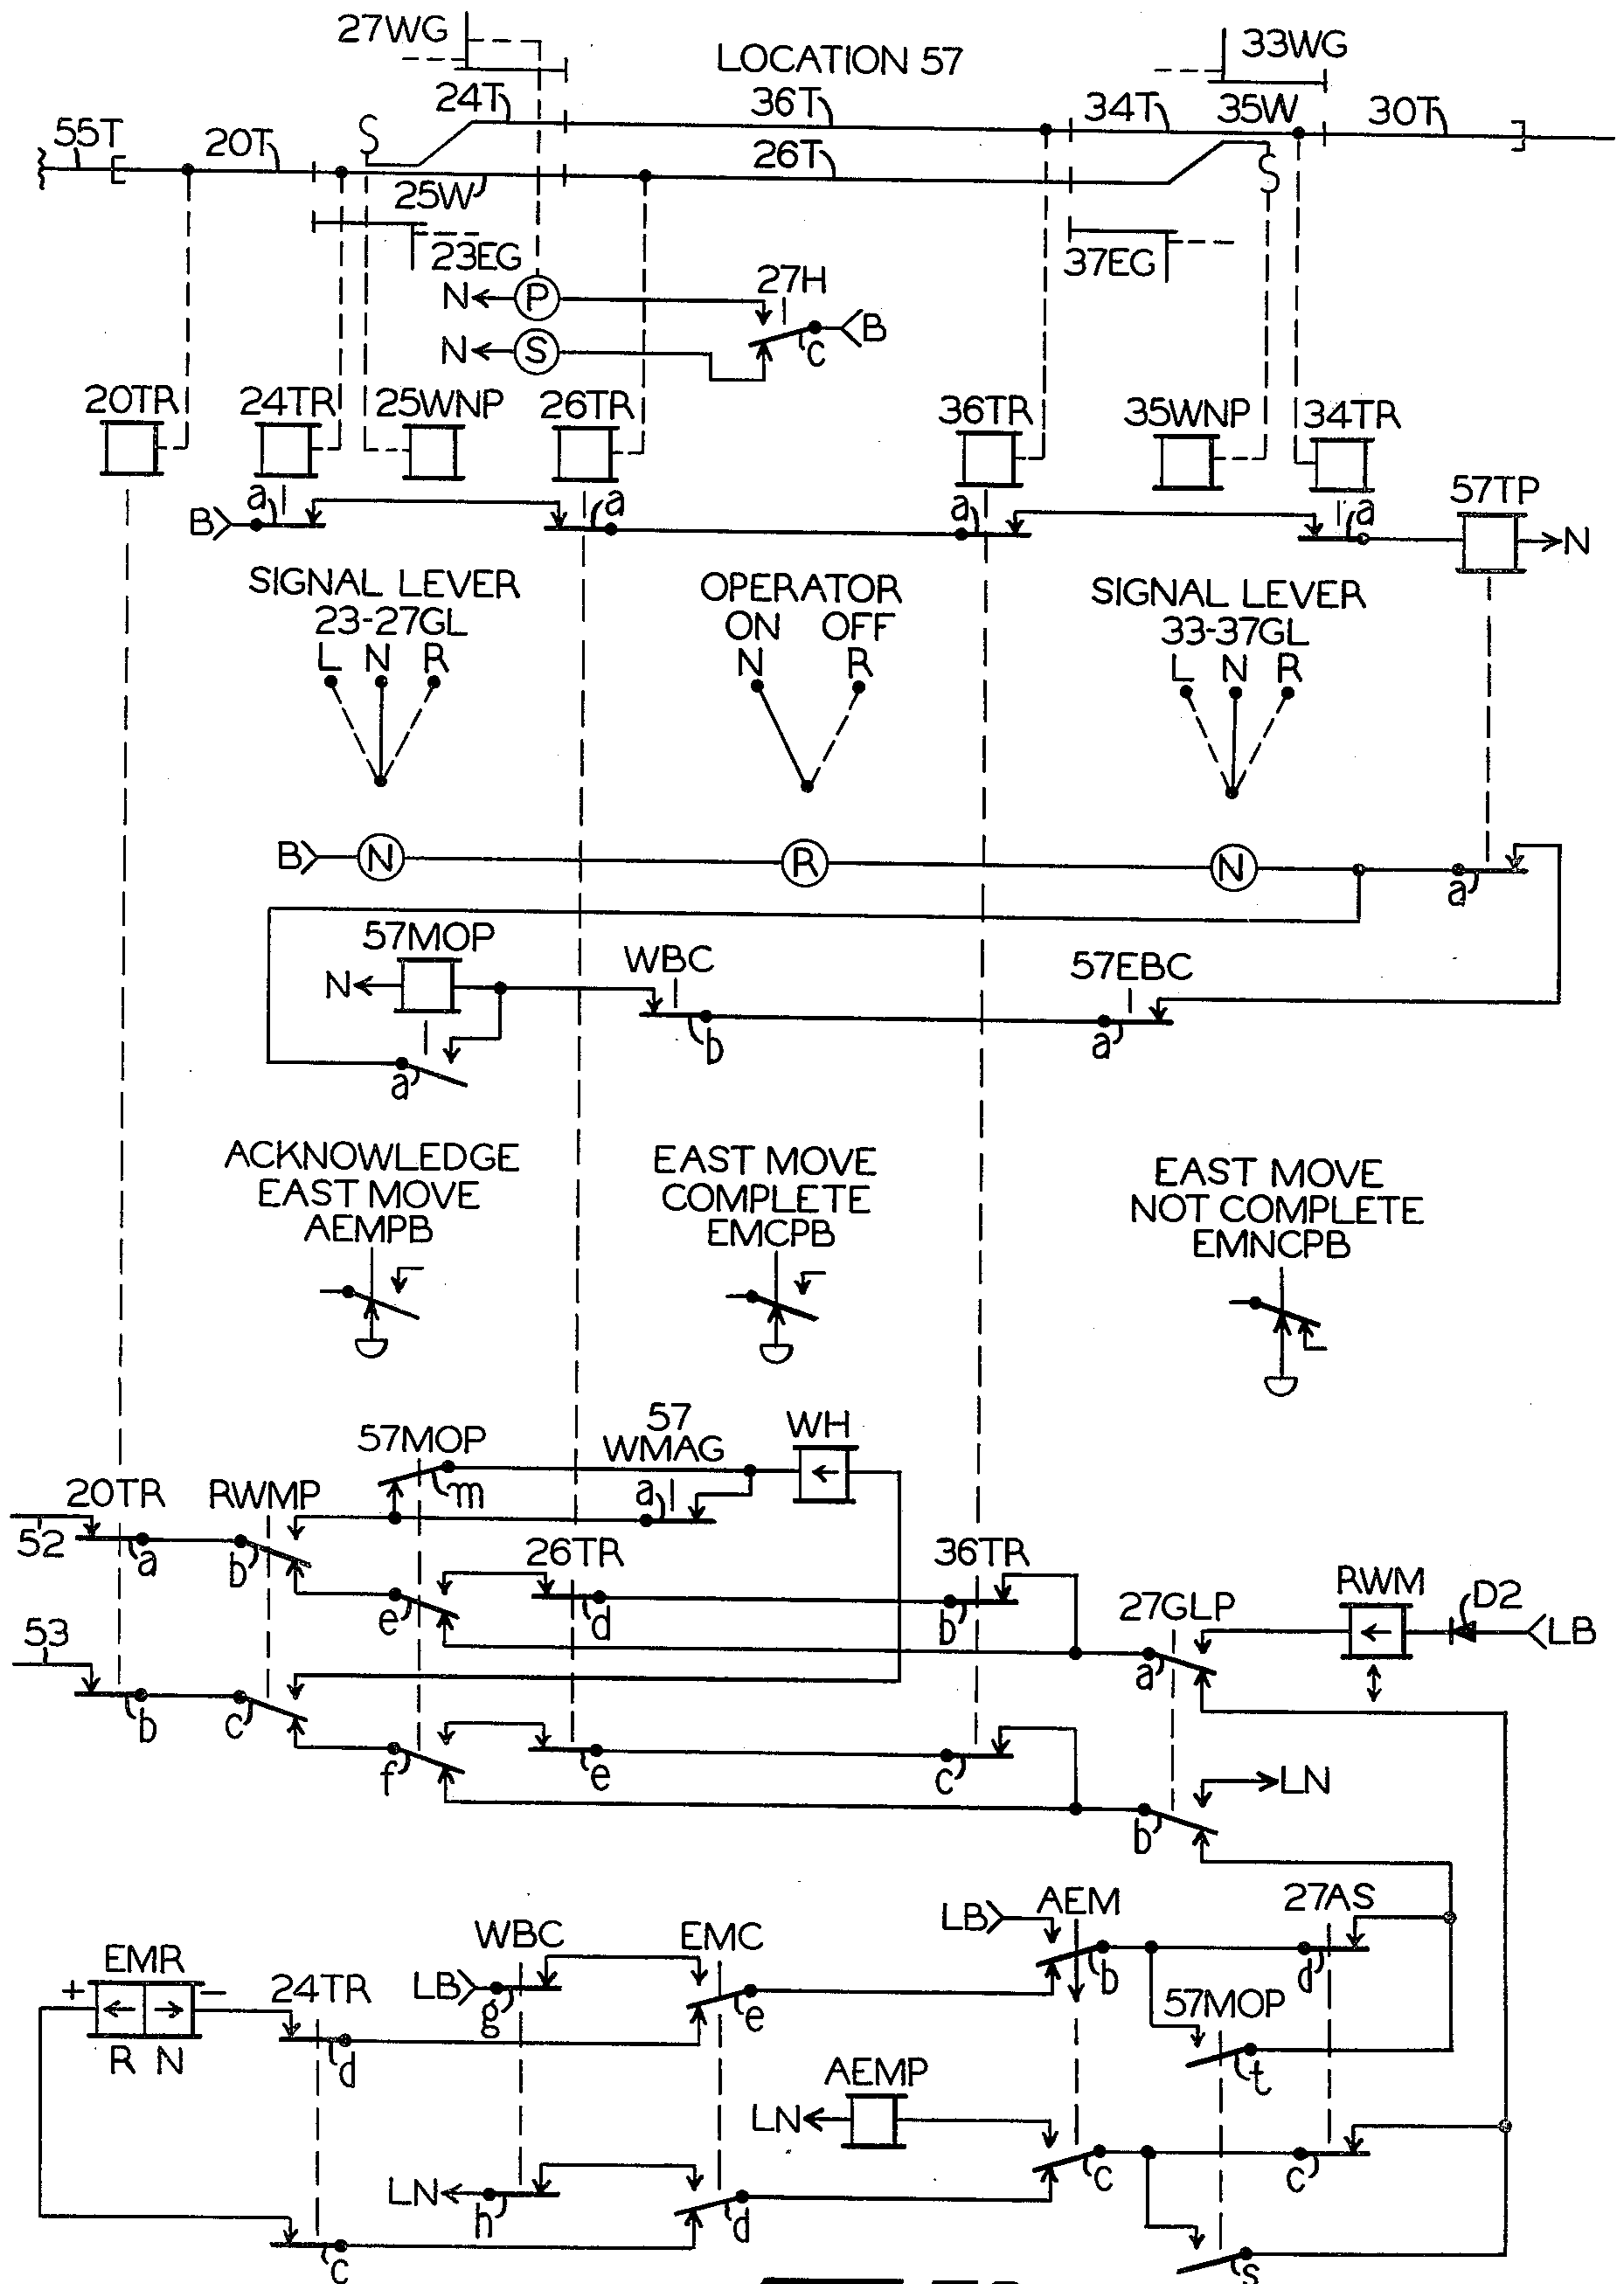 27WG
LOCATION 57
33WG
24T
36T
34T
35W
30T
55T
20T
S
26T
S
25W
23EG
37EG
27H
N
P
B
N
S
c
20TR
24TR
25WNP
26TR
36TR
35WNP
34TR
57TP
B
a
a
a
a
N
SIGNAL LEVER
23-27GL
L N R
OPERATOR
ON OFF
N R
SIGNAL LEVER
33-37GL
L N R
B
N
R
N
a
57MOP
WBC
57EBC
N
b
a
a
ACKNOWLEDGE
EAST MOVE
AEMPB
EAST MOVE
COMPLETE
EMCPB
EAST MOVE
NOT COMPLETE
EMNCPB
57MOP
57
WMAG
WH
20TR
RWMP
m
a
52
a
b
26TR
36TR
27GLP
RWM
D2
LB
e
d
b
a
53
b
c
f
e
c
b
LN
EMR
+
-
R N
24TR
WBC
EMC
LB
AEM
27AS
LB
g
e
b
d
d
57MOP
t
AEMP
LN
LN
h
d
c
c
c
s